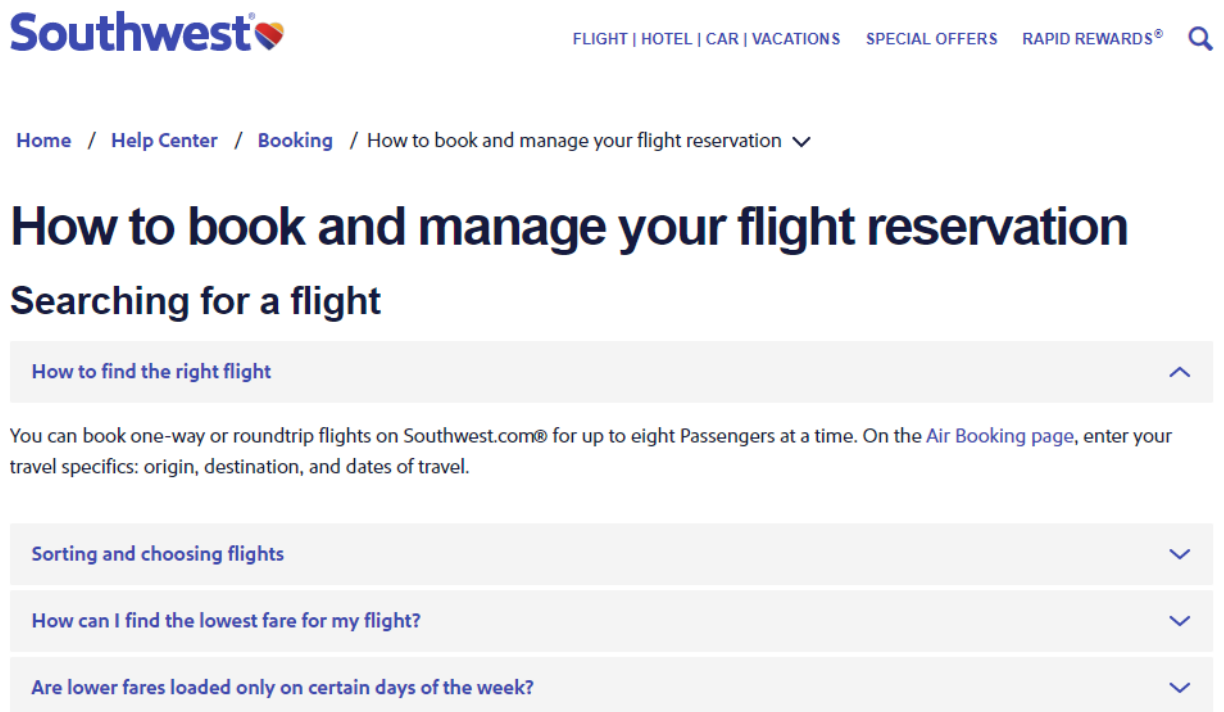 Southwest®
FLIGHT | HOTEL | CAR | VACATIONS SPECIAL OFFERS RAPID REWARDS®
Home / Help Center / Booking / How to book and manage your flight reservation
How to book and manage your flight reservation
Searching for a flight
How to find the right flight
You can book one-way or roundtrip flights on Southwest.com® for up to eight Passengers at a time. On the Air Booking page, enter your
travel specifics: origin, destination, and dates of travel.
Sorting and choosing flights
How can I find the lowest fare for my flight?
Are lower fares loaded only on certain days of the week?